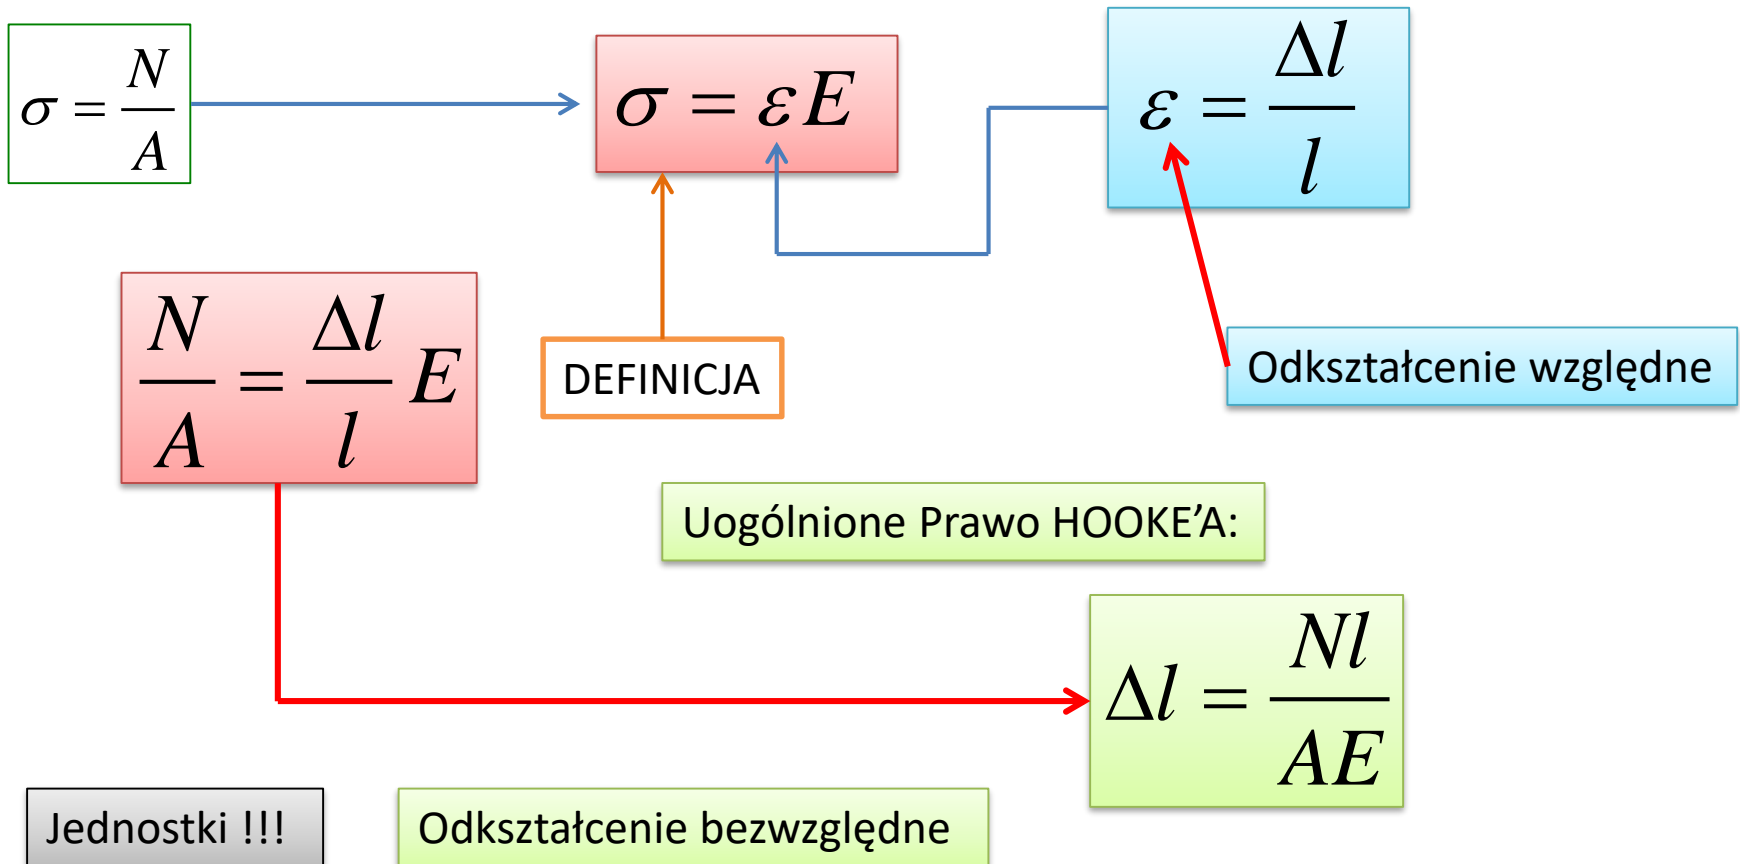 σ = N/A
σ = εE
ε = Δl/l
N/A = Δl/l E
DEFINICJA
Odkształcenie względne
Uogólnione Prawo HOOKE’A:
Δl = Nl/AE
Jednostki !!!
Odkształcenie bezwzględne